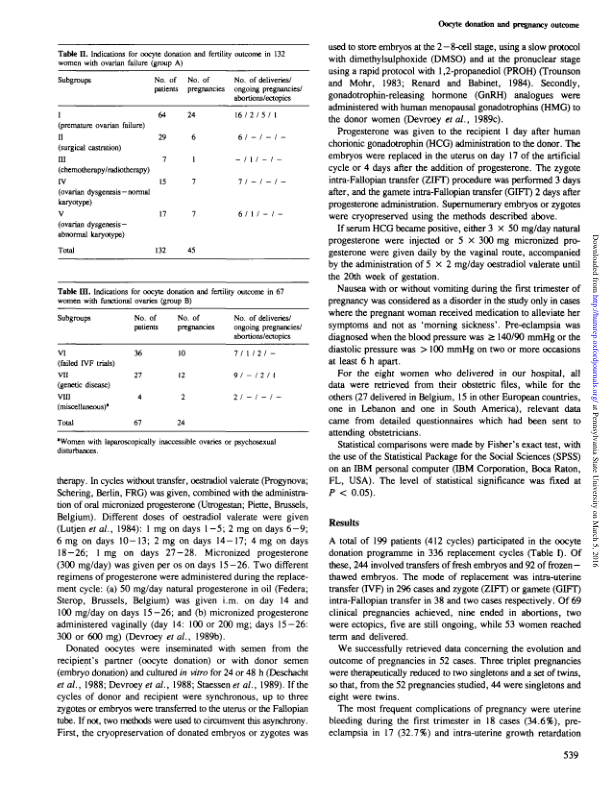 Oocyte donation and pregnancy outcome
Table II. Indications for oocyte donation and fertility outcome in 132
women with ovarian failure (group A)
Subgroups No. of patients No. of pregnancies No. of deliveries/ongoing pregnancies/abortions/ectopics
I 64 24 16 / 2 / 5 / 1
(premature ovarian failure)
II 29 6 6 / – / – / –
(surgical castration)
III 7 1 – / 1 / – / –
(chemotherapy/radiotherapy)
IV 15 7 7 / – / – / –
(ovarian dysgenesis–normal
karyotype)
V 17 7 6 / 1 / – / –
(ovarian dysgenesis–
abnormal karyotype)
Total 132 45
Table III. Indications for oocyte donation and fertility outcome in 67
women with functional ovaries (group B)
Subgroups No. of patients No. of pregnancies No. of deliveries/ongoing pregnancies/abortions/ectopics
VI 36 10 7 / 1 / 2 / –
(failed IVF trials)
VII 27 12 9 / – / 2 / 1
(genetic disease)
VIII 4 2 2 / – / – / –
(miscellaneous)*
Total 67 24
*Women with laparoscopically inaccessible ovaries or psychosexual
disturbances.
therapy. In cycles without transfer, oestradiol valerate (Progynova;
Schering, Berlin, FRG) was given, combined with the administra-
tion of oral micronized progesterone (Utrogestan; Piette, Brussels,
Belgium). Different doses of oestradiol valerate were given
(Lutjen et al., 1984): 1 mg on days 1–5; 2 mg on days 6–9;
6 mg on days 10–13; 2 mg on days 14–17; 4 mg on days
18–26; 1 mg on days 27–28. Micronized progesterone
(300 mg/day) was given per os on days 15–26. Two different
regimens of progesterone were administered during the replace-
ment cycle: (a) 50 mg/day natural progesterone in oil (Federa;
Sterop, Brussels, Belgium) was given i.m. on day 14 and
100 mg/day on days 15–26; and (b) micronized progesterone
administered vaginally (day 14: 100 or 200 mg; days 15–26:
300 or 600 mg) (Devroey et al., 1989b).
Donated oocytes were inseminated with semen from the
recipient's partner (oocyte donation) or with donor semen
(embryo donation) and cultured in vitro for 24 or 48 h (Deschacht
et al., 1988; Devroey et al., 1988; Staessen et al., 1989). If the
cycles of donor and recipient were synchronous, up to three
zygotes or embryos were transferred to the uterus or the Fallopian
tube. If not, two methods were used to circumvent this asynchrony.
First, the cryopreservation of donated embryos or zygotes was
used to store embryos at the 2–8-cell stage, using a slow protocol
with dimethylsulphoxide (DMSO) and at the pronuclear stage
using a rapid protocol with 1,2-propanediol (PROH) (Trounson
and Mohr, 1983; Renard and Babinet, 1984). Secondly,
gonadotrophin-releasing hormone (GnRH) analogues were
administered with human menopausal gonadotrophins (HMG) to
the donor women (Devroey et al., 1989c).
Progesterone was given to the recipient 1 day after human
chorionic gonadotrophin (HCG) administration to the donor. The
embryos were replaced in the uterus on day 17 of the artificial
cycle or 4 days after the addition of progesterone. The zygote
intra-Fallopian transfer (ZIFT) procedure was performed 3 days
after, and the gamete intra-Fallopian transfer (GIFT) 2 days after
progesterone administration. Supernumerary embryos or zygotes
were cryopreserved using the methods described above.
If serum HCG became positive, either 3 × 50 mg/day natural
progesterone were injected or 5 × 300 mg micronized pro-
gesterone were given daily by the vaginal route, accompanied
by the administration of 5 × 2 mg/day oestradiol valerate until
the 20th week of gestation.
Nausea with or without vomiting during the first trimester of
pregnancy was considered as a disorder in the study only in cases
where the pregnant woman received medication to alleviate her
symptoms and not as 'morning sickness'. Pre-eclampsia was
diagnosed when the blood pressure was ≥ 140/90 mmHg or the
diastolic pressure was > 100 mmHg on two or more occasions
at least 6 h apart.
For the eight women who delivered in our hospital, all
data were retrieved from their obstetric files, while for the
others (27 delivered in Belgium, 15 in other European countries,
one in Lebanon and one in South America), relevant data
came from detailed questionnaires which had been sent to
attending obstetricians.
Statistical comparisons were made by Fisher's exact test, with
the use of the Statistical Package for the Social Sciences (SPSS)
on an IBM personal computer (IBM Corporation, Boca Raton,
FL, USA). The level of statistical significance was fixed at
P < 0.05).
Results
A total of 199 patients (412 cycles) participated in the oocyte
donation programme in 336 replacement cycles (Table I). Of
these, 244 involved transfers of fresh embryos and 92 of frozen–
thawed embryos. The mode of replacement was intra-uterine
transfer (IVF) in 296 cases and zygote (ZIFT) or gamete (GIFT)
intra-Fallopian transfer in 38 and two cases respectively. Of 69
clinical pregnancies achieved, nine ended in abortions, two
were ectopics, five are still ongoing, while 53 women reached
term and delivered.
We successfully retrieved data concerning the evolution and
outcome of pregnancy in 52 cases. Three triplet pregnancies
were therapeutically reduced to two singletons and a set of twins,
so that, from the 52 pregnancies studied, 44 were singletons and
eight were twins.
The most frequent complications of pregnancy were uterine
bleeding during the first trimester in 18 cases (34.6%), pre-
eclampsia in 17 (32.7%) and intra-uterine growth retardation
539
Downloaded from http://humrep.oxfordjournals.org/ at Pennsylvania State University on March 5, 2016